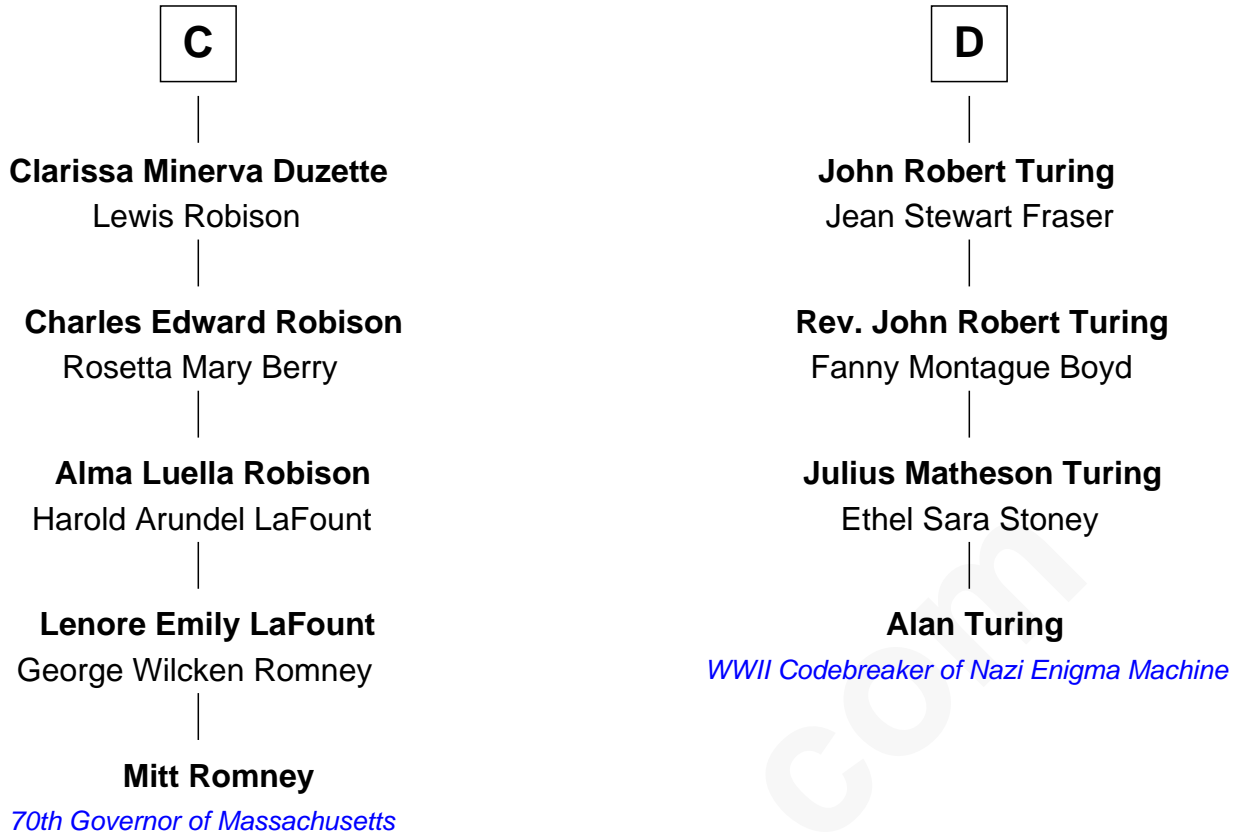 C
Clarissa Minerva Duzette
Lewis Robison
Charles Edward Robison
Rosetta Mary Berry
Alma Luella Robison
Harold Arundel LaFount
Lenore Emily LaFount
George Wilcken Romney
Mitt Romney
70th Governor of Massachusetts
D
John Robert Turing
Jean Stewart Fraser
Rev. John Robert Turing
Fanny Montague Boyd
Julius Matheson Turing
Ethel Sara Stoney
Alan Turing
WWII Codebreaker of Nazi Enigma Machine
com